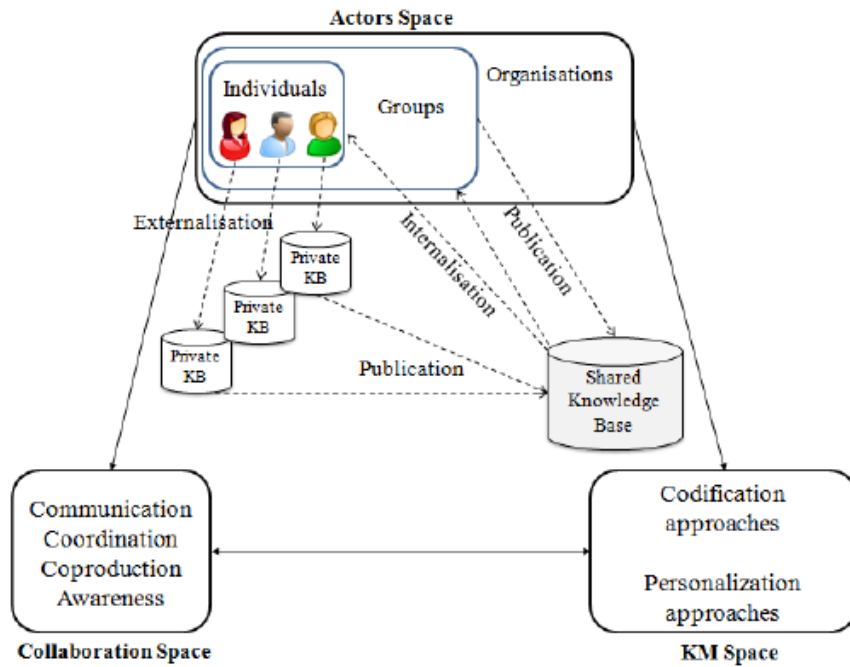 Actors Space
Individuals
Groups
Organisations
Externalisation
Internalisation
Publication
Private
KB
Private
KB
Private
KB
Publication
Shared
Knowledge
Base
Communication
Coordination
Coproduction
Awareness
Collaboration Space
Codification
approaches
Personalization
approaches
KM Space